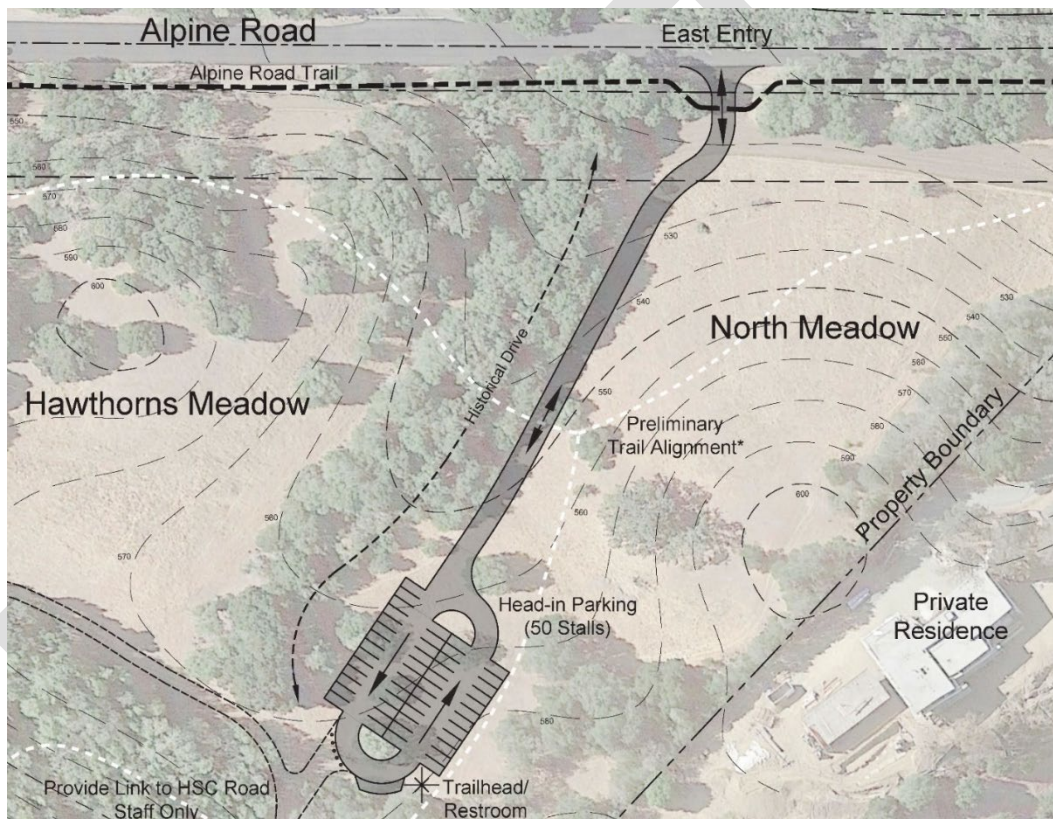 Alpine Road
East Entry
Alpine Road Trail
550
560
570
580
590
600
530
540
550
560
North Meadow
530
540
550
560
570
580
590
600
Historical Drive
Hawthorns Meadow
Preliminary
Trail Alignment*
Property Boundary
560
570
Head-in Parking
(50 Stalls)
580
Private
Residence
Provide Link to HSC Road
Staff Only
Trailhead/
Restroom